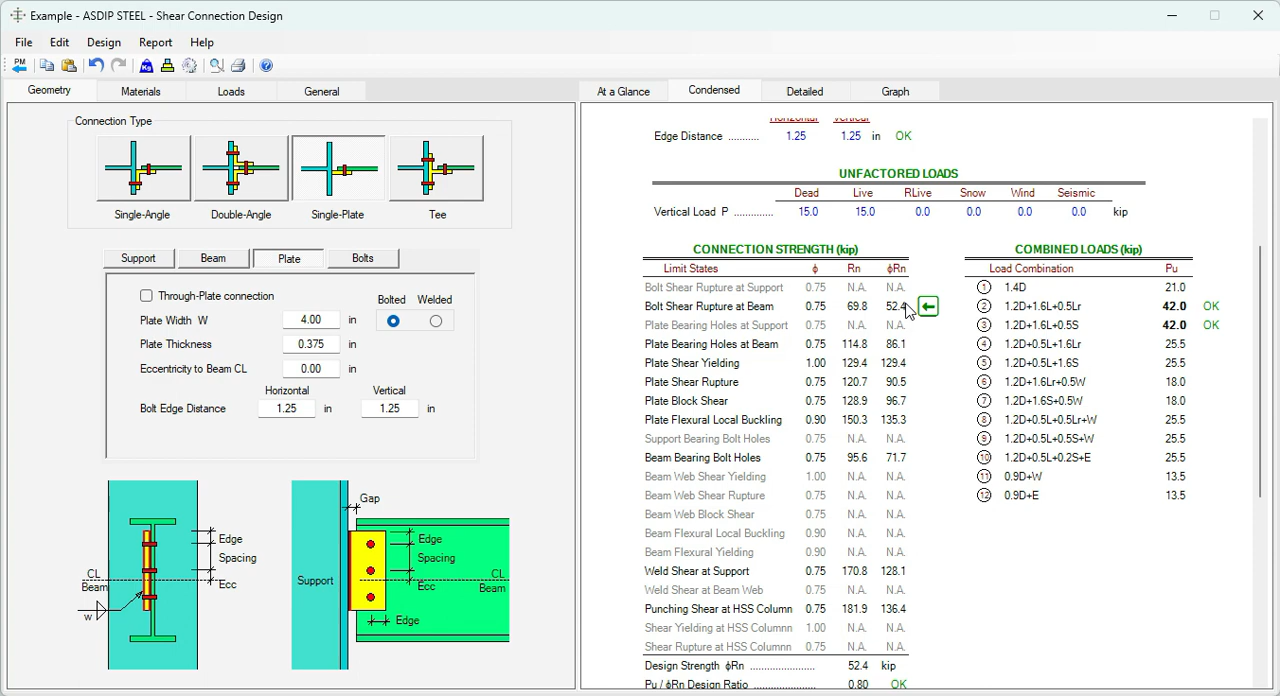 Example - ASDIP STEEL - Shear Connection Design
File Edit Design Report Help
PM Kg ?
Geometry Materials Loads General
At a Glance Condensed Detailed Graph
Connection Type
Single-Angle Double-Angle Single-Plate Tee
Support Beam Plate Bolts
Through-Plate connection
Bolted Welded
Plate Width W 4.00 in
Plate Thickness 0.375 in
Eccentricity to Beam CL 0.00 in
Horizontal Vertical
Bolt Edge Distance 1.25 in 1.25 in
Edge
Spacing
CL
Beam
Ecc
w
Gap
Edge
Spacing
Support
Ecc
CL
Beam
Edge
Horizontal Vertical
Edge Distance .......... 1.25 1.25 in OK
UNFACTORED LOADS
Dead Live RLive Snow Wind Seismic
Vertical Load P ............. 15.0 15.0 0.0 0.0 0.0 0.0 kip
CONNECTION STRENGTH (kip)
Limit States ϕ Rn ϕRn
Bolt Shear Rupture at Support 0.75 N.A. N.A.
Bolt Shear Rupture at Beam 0.75 69.8 52.4
Plate Bearing Holes at Support 0.75 N.A. N.A.
Plate Bearing Holes at Beam 0.75 114.8 86.1
Plate Shear Yielding 1.00 129.4 129.4
Plate Shear Rupture 0.75 120.7 90.5
Plate Block Shear 0.75 128.9 96.7
Plate Flexural Local Buckling 0.90 150.3 135.3
Support Bearing Bolt Holes 0.75 N.A. N.A.
Beam Bearing Bolt Holes 0.75 95.6 71.7
Beam Web Shear Yielding 1.00 N.A. N.A.
Beam Web Shear Rupture 0.75 N.A. N.A.
Beam Web Block Shear 0.75 N.A. N.A.
Beam Flexural Local Buckling 0.90 N.A. N.A.
Beam Flexural Yielding 0.90 N.A. N.A.
Weld Shear at Support 0.75 170.8 128.1
Weld Shear at Beam Web 0.75 N.A. N.A.
Punching Shear at HSS Column 0.75 181.9 136.4
Shear Yielding at HSS Columnn 1.00 N.A. N.A.
Shear Rupture at HSS Columnn 0.75 N.A. N.A.
Design Strength ϕRn ....................... 52.4 kip
Pu / ϕRn Design Ratio ..................... 0.80 OK
COMBINED LOADS (kip)
Load Combination Pu
1 1.4D 21.0
2 1.2D+1.6L+0.5Lr 42.0 OK
3 1.2D+1.6L+0.5S 42.0 OK
4 1.2D+0.5L+1.6Lr 25.5
5 1.2D+0.5L+1.6S 25.5
6 1.2D+1.6Lr+0.5W 18.0
7 1.2D+1.6S+0.5W 18.0
8 1.2D+0.5L+0.5Lr+W 25.5
9 1.2D+0.5L+0.5S+W 25.5
10 1.2D+0.5L+0.2S+E 25.5
11 0.9D+W 13.5
12 0.9D+E 13.5